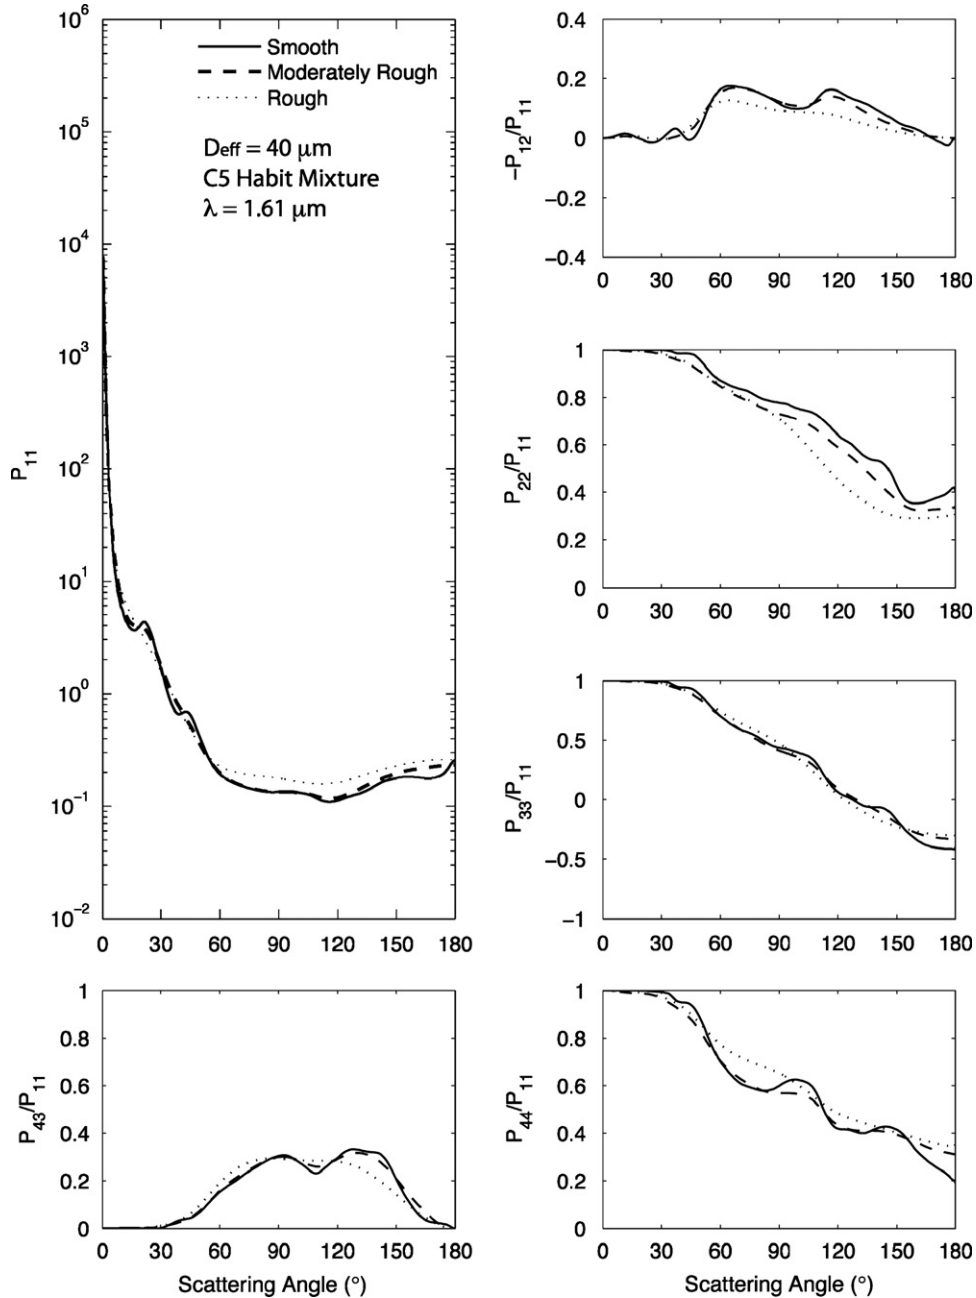 10^6
10^5
10^4
10^3
10^2
10^1
10^0
10^-1
10^-2
P11
Smooth
Moderately Rough
Rough
Deff = 40 μm
C5 Habit Mixture
λ = 1.61 μm
0 30 60 90 120 150 180
0.4
0.2
0
−0.2
−0.4
−P12/P11
0 30 60 90 120 150 180
1
0.8
0.6
0.4
0.2
0
P22/P11
0 30 60 90 120 150 180
1
0.5
0
−0.5
−1
P33/P11
0 30 60 90 120 150 180
1
0.8
0.6
0.4
0.2
0
P43/P11
0 30 60 90 120 150 180
Scattering Angle (°)
1
0.8
0.6
0.4
0.2
0
P44/P11
0 30 60 90 120 150 180
Scattering Angle (°)